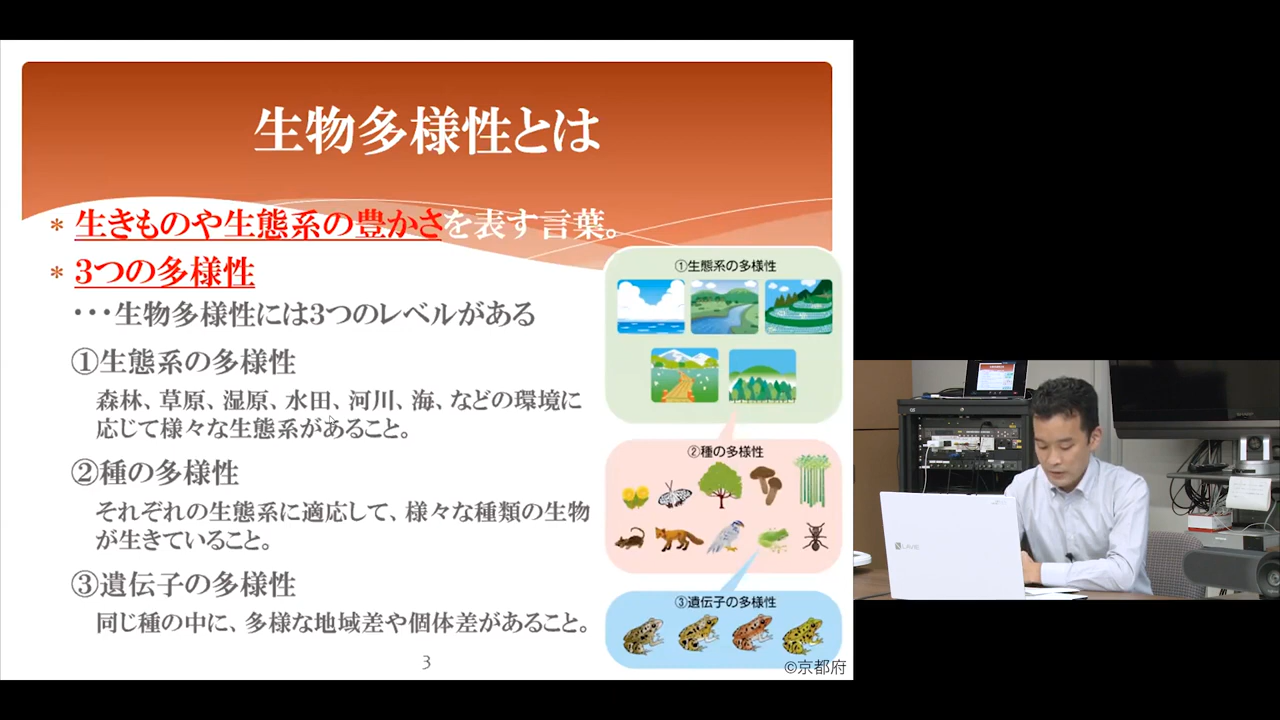 生物多様性とは
* 生きものや生態系の豊かさを表す言葉。
* 3つの多様性
・・・生物多様性には3つのレベルがある
①生態系の多様性
森林、草原、湿原、水田、河川、海、などの環境に
応じて様々な生態系があること。
②種の多様性
それぞれの生態系に適応して、様々な種類の生物
が生きていること。
③遺伝子の多様性
同じ種の中に、多様な地域差や個体差があること。
①生態系の多様性
②種の多様性
③遺伝子の多様性
3
©京都府
LAVIE